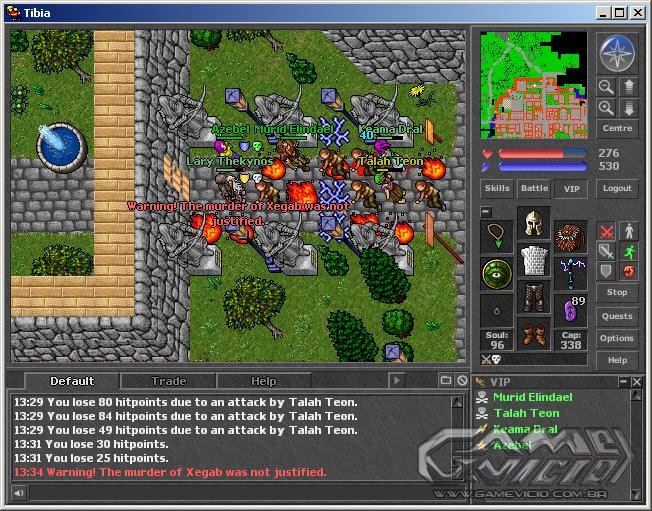 Tibia
Azebel Murid Elindael
Keama Dral
40
Lary Thekynos
Talah Teon
Warning! The murder of Xegab was not
justified.
Centre
276
530
Skills
Battle
VIP
Logout
89
Soul:
96
Cap:
338
Stop
Quests
Options
Help
Default
Trade
Help
13:29 You lose 80 hitpoints due to an attack by Talah Teon.
13:29 You lose 84 hitpoints due to an attack by Talah Teon.
13:29 You lose 49 hitpoints due to an attack by Talah Teon.
13:31 You lose 30 hitpoints.
13:31 You lose 25 hitpoints.
13:34 Warning! The murder of Xegab was not justified.
VIP
Murid Elindael
Talah Teon
Keama Dral
Azebel
GAME
VICIO
WWW.GAMEVICIO.COM.BR